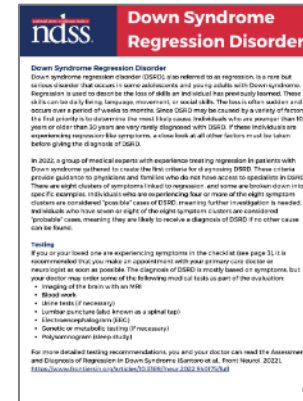 ndss
Down Syndrome
Regression Disorder
Down Syndrome Regression Disorder
Down syndrome regression disorder (DSRD), also referred to as regression, is a rare but
serious disorder that occurs in some adolescents and young adults with Down syndrome.
Regression is used to describe the loss of skills an individual has previously learned. These
skills can be daily living, language, movement, or social skills. The loss is often sudden and
occurs over a period of weeks to months. Since DSRD may be caused by a variety of factors,
the first priority is to determine the most likely cause. Individuals who are younger than 10
years or older than 30 years are very rarely diagnosed with DSRD. If these individuals are
experiencing regression-like symptoms, a close look at all other factors must be taken
before giving the diagnosis of DSRD.
In 2022, a group of medical experts with experience treating regression in patients with
Down syndrome gathered to create the first criteria for diagnosing DSRD. These criteria
provide guidance to physicians and families who do not have access to specialists in DSRD.
There are eight clusters of symptoms linked to regression, and some are broken down into
specific examples. Individuals who are experiencing four or more of the eight symptom
clusters are considered "possible" cases of DSRD, meaning further investigation is needed.
Individuals who have seven or eight of the eight symptom clusters are considered
"probable" cases, meaning they are likely to receive a diagnosis of DSRD if no other cause
can be found.
Testing
If you or your loved one are experiencing symptoms in the checklist (see page 3), it is
recommended that you make an appointment with your primary care doctor or
neurologist as soon as possible. The diagnosis of DSRD is mostly based on symptoms, but
your doctor may order some of the following medical tests as part of the evaluation:
• Imaging of the brain with an MRI
• Blood work
• Urine tests (if necessary)
• Lumbar puncture (also known as a spinal tap)
• Electroencephalogram (EEG)
• Genetic or metabolic testing (if necessary)
• Polysomnogram (sleep study)
For more detailed testing recommendations, you and your doctor can read the Assessment
and Diagnosis of Regression in Down Syndrome (Santoro et al., Front Neurol, 2022).
https://www.frontiersin.org/articles/10.3389/fneur.2022.940175/full